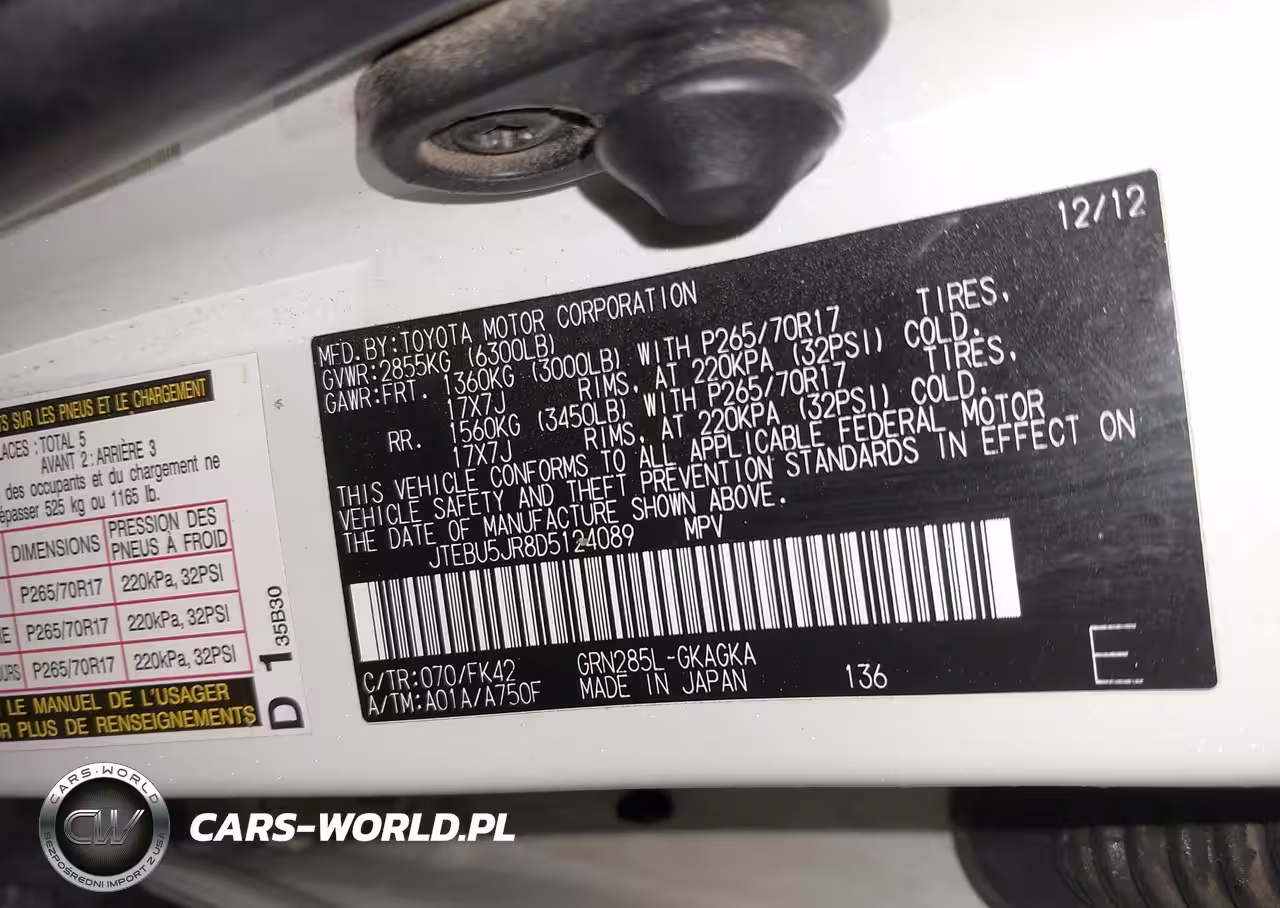 12/12
MFD. BY: TOYOTA MOTOR CORPORATION
GVWR: 2855KG (6300LB)
GAWR: FRT. 1360KG (3000LB) WITH P265/70R17 TIRES,
17X7J RIMS, AT 220KPA (32PSI) COLD.
RR. 1560KG (3450LB) WITH P265/70R17 TIRES,
17X7J RIMS, AT 220KPA (32PSI) COLD.
THIS VEHICLE CONFORMS TO ALL APPLICABLE FEDERAL MOTOR
VEHICLE SAFETY AND THEFT PREVENTION STANDARDS IN EFFECT ON
THE DATE OF MANUFACTURE SHOWN ABOVE.
JTEBU5JR8D5124089 MPV
C/TR: 070/FK42 GRN285L-GKAGKA
A/TM: A01A/A750F MADE IN JAPAN 136 E
SUR LES PNEUS ET LE CHARGEMENT
: TOTAL 5
AVANT 2 : ARRIÈRE 3
des occupants et du chargement ne
525 kg ou 1165 lb.
DIMENSIONS PRESSION DES
PNEUS À FROID
P265/70R17 220kPa, 32PSI
P265/70R17 220kPa, 32PSI
P265/70R17 220kPa, 32PSI
LE MANUEL DE L'USAGER
PLUS DE RENSEIGNEMENTS
D 1 35B30
CARS-WORLD
CW
BEZPOŚREDNI IMPORT Z USA
CARS-WORLD.PL